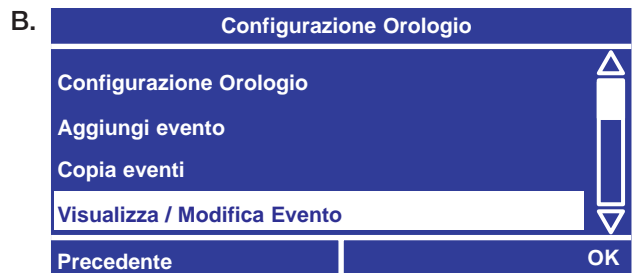 B.
Configurazione Orologio
Configurazione Orologio
Aggiungi evento
Copia eventi
Visualizza / Modifica Evento
Precedente OK